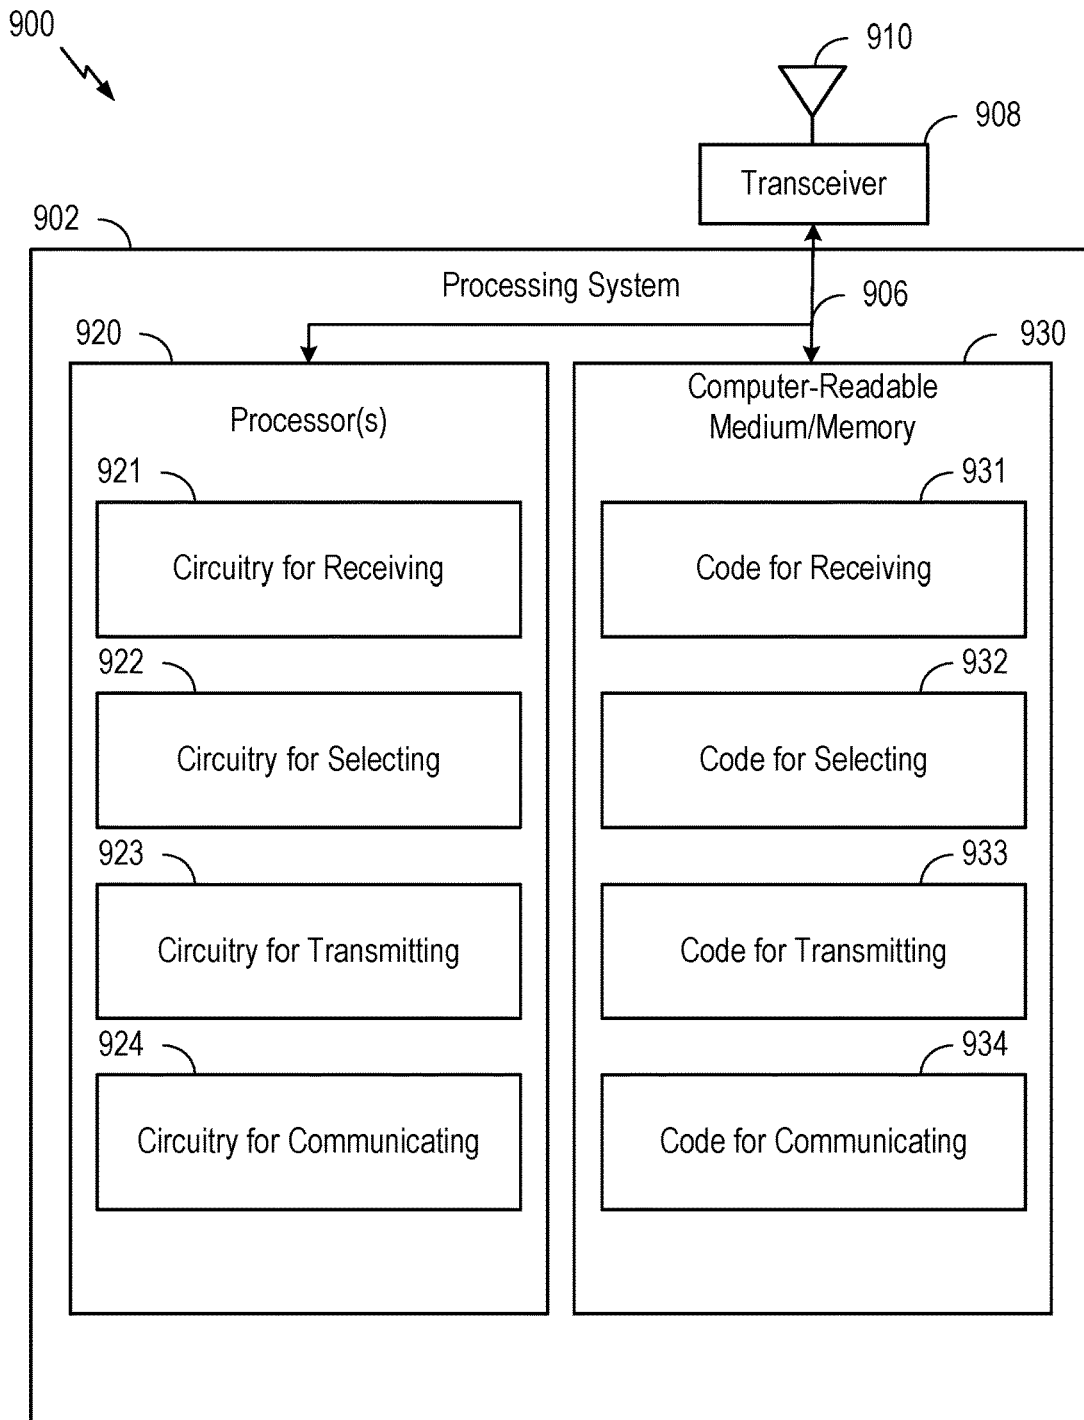 900
910
908
Transceiver
902
Processing System
906
920
930
Processor(s)
Computer-Readable
Medium/Memory
921
931
Circuitry for Receiving
Code for Receiving
922
932
Circuitry for Selecting
Code for Selecting
923
933
Circuitry for Transmitting
Code for Transmitting
924
934
Circuitry for Communicating
Code for Communicating